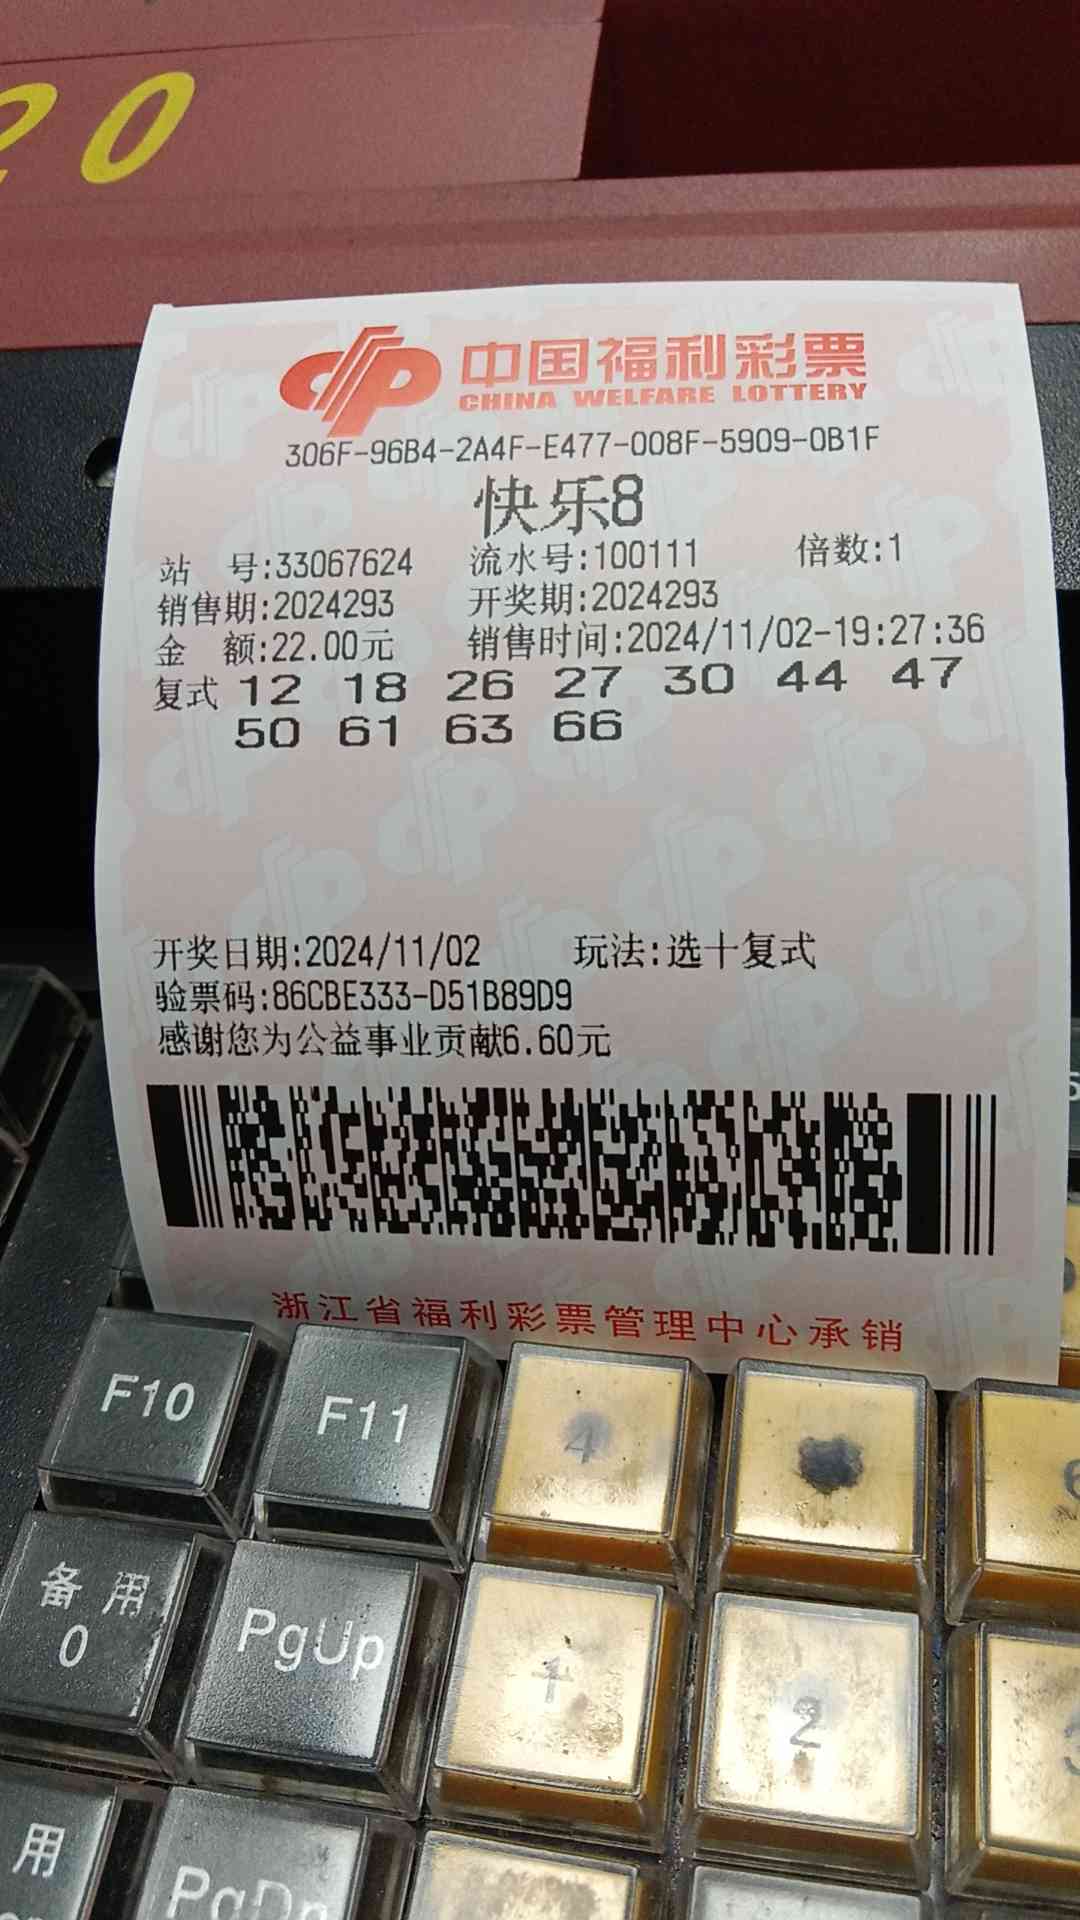 20
中国福利彩票
CHINA WELFARE LOTTERY
306F-96B4-2A4F-E477-008F-5909-0B1F
快乐8
站 号:33067624 流水号:100111 倍数:1
销售期:2024293 开奖期:2024293
金 额:22.00元 销售时间:2024/11/02-19:27:36
复式 12 18 26 27 30 44 47
50 61 63 66
开奖日期:2024/11/02 玩法:选十复式
验票码:86CBE333-D51B89D9
感谢您为公益事业贡献6.60元
浙江省福利彩票管理中心承销
F10 F11 4 6
备用 0 PgUp 2
用 PgDn